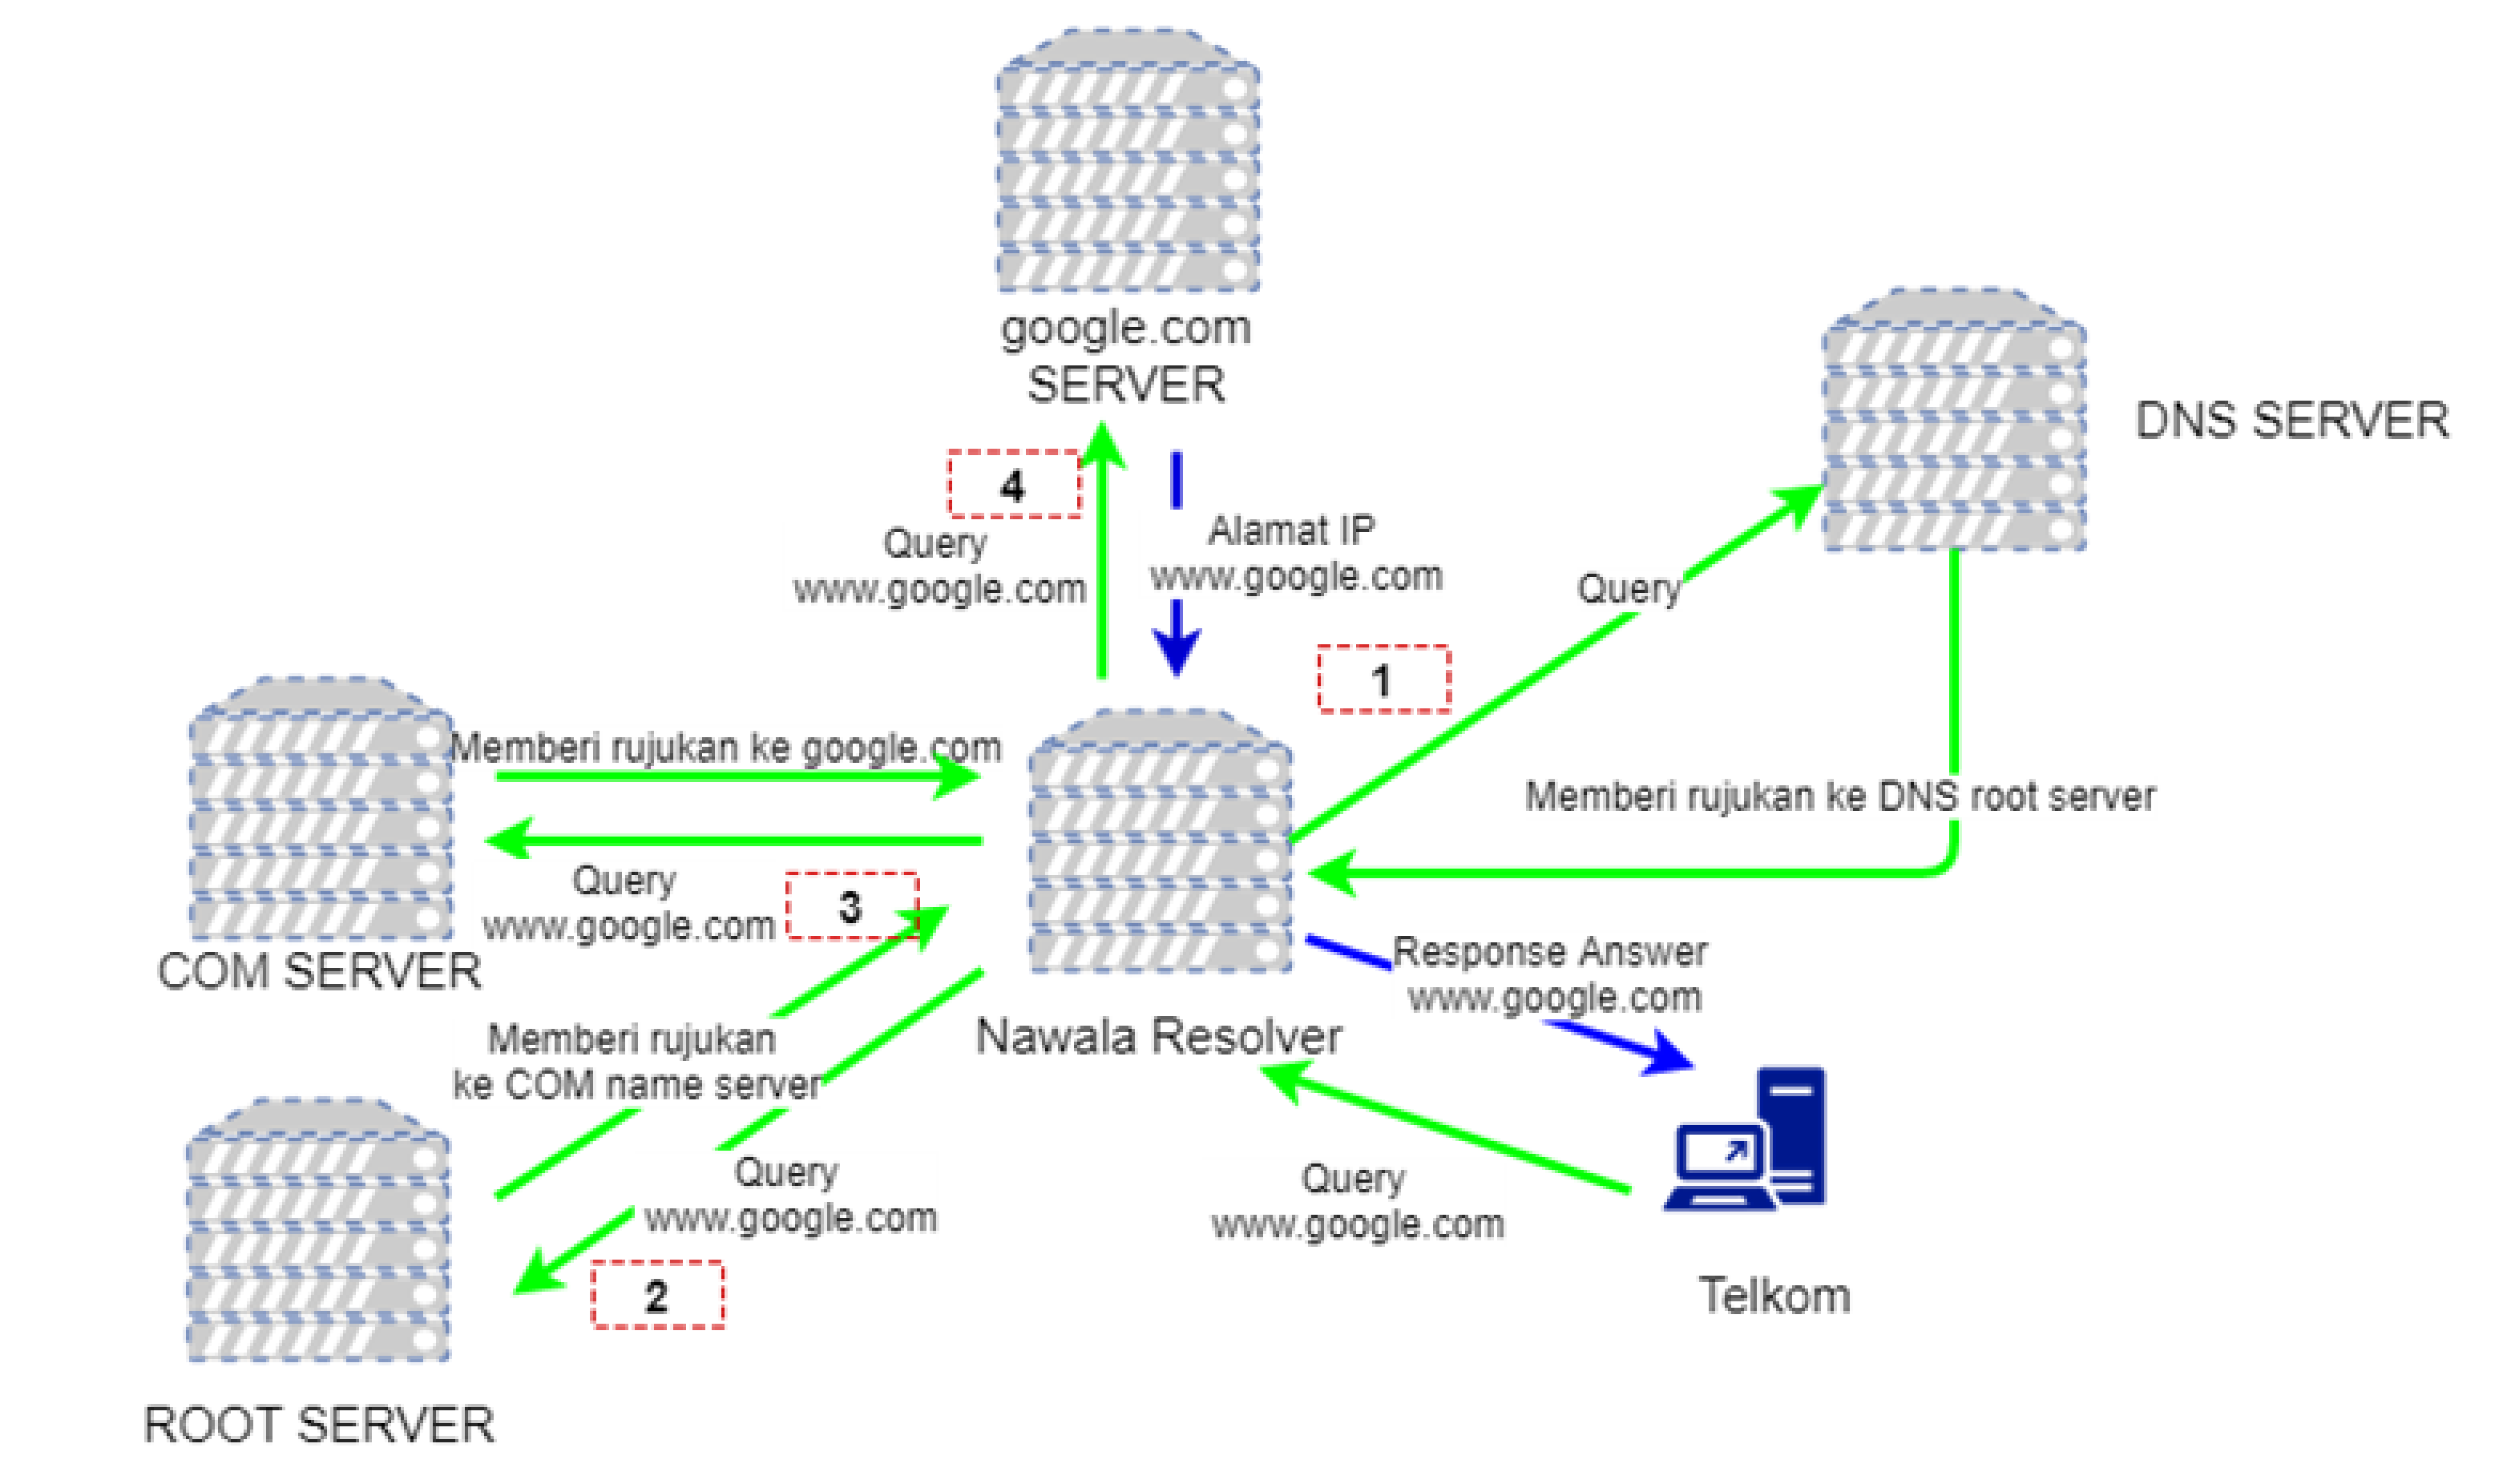 google.com
SERVER
DNS SERVER
4
Query
www.google.com
Alamat IP
www.google.com
Query
1
Memberi rujukan ke google.com
Memberi rujukan ke DNS root server
Query
www.google.com
3
COM SERVER
Response Answer
www.google.com
Nawala Resolver
Memberi rujukan
ke COM name server
Query
www.google.com
Query
www.google.com
2
Telkom
ROOT SERVER